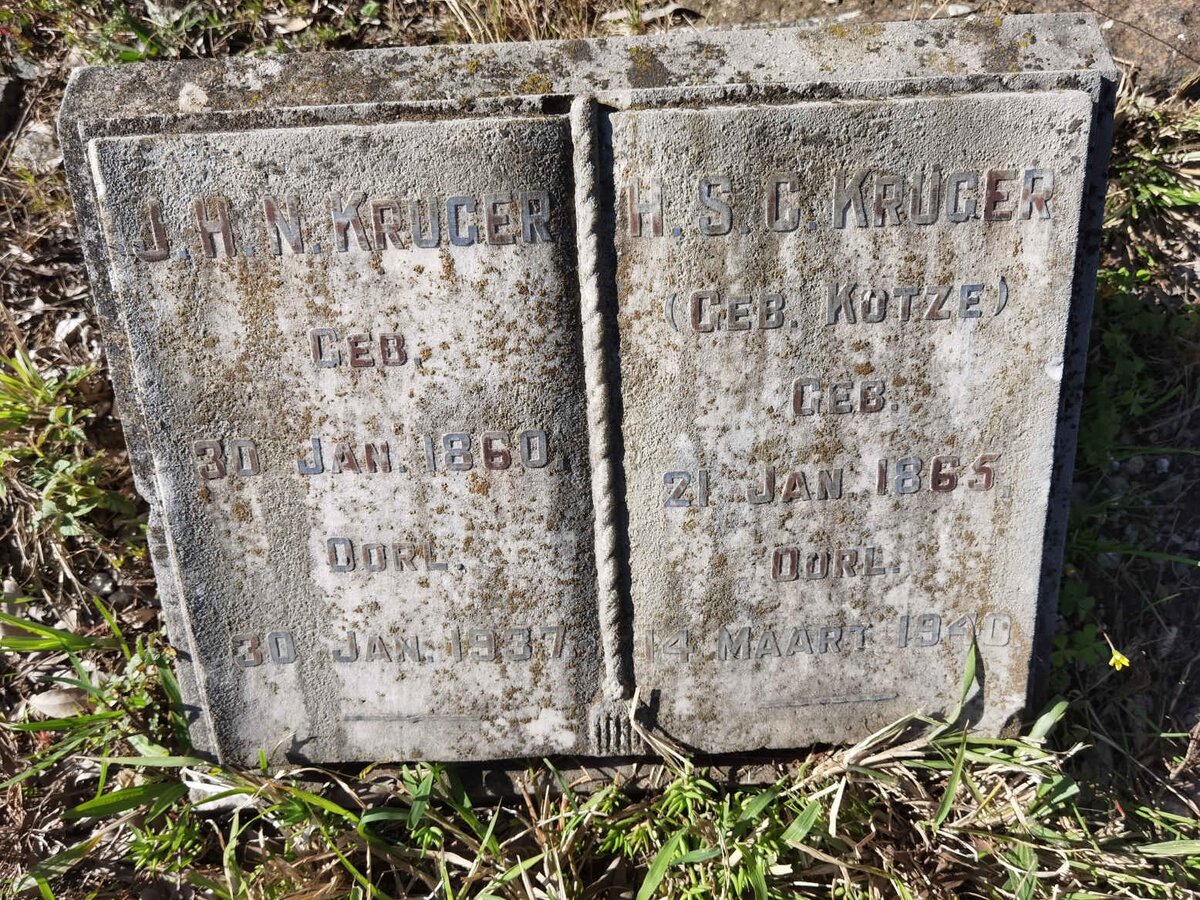 J.H.N. KRUGER
GEB.
30 JAN. 1860.
OORL.
30 JAN. 1937
H.S.C. KRUGER
(GEB. KOTZE)
GEB.
21 JAN 1865.
OORL.
14 MAART 1940.